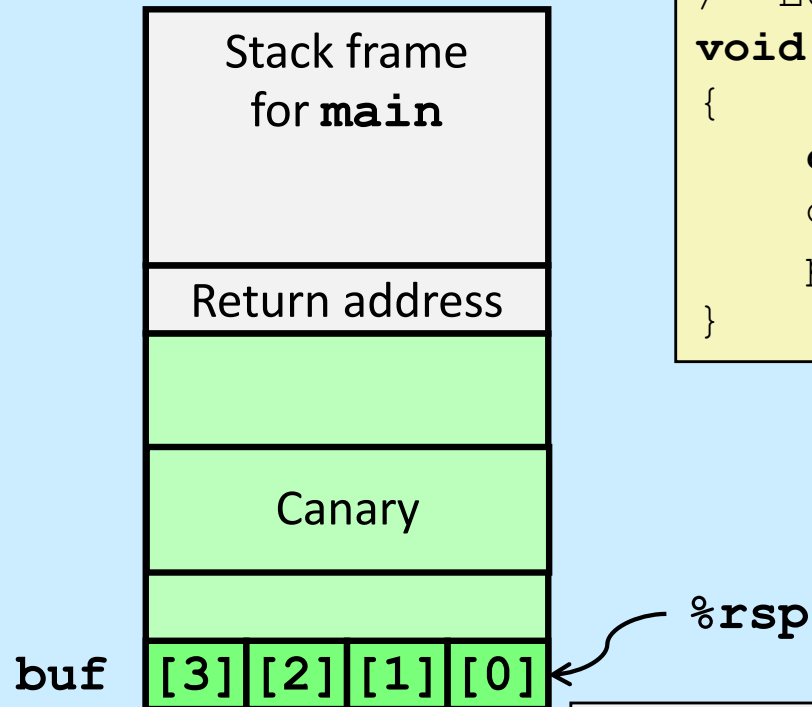 Stack frame
for main
Return address
Canary
buf [3] [2] [1] [0]
%rsp
void
{
}